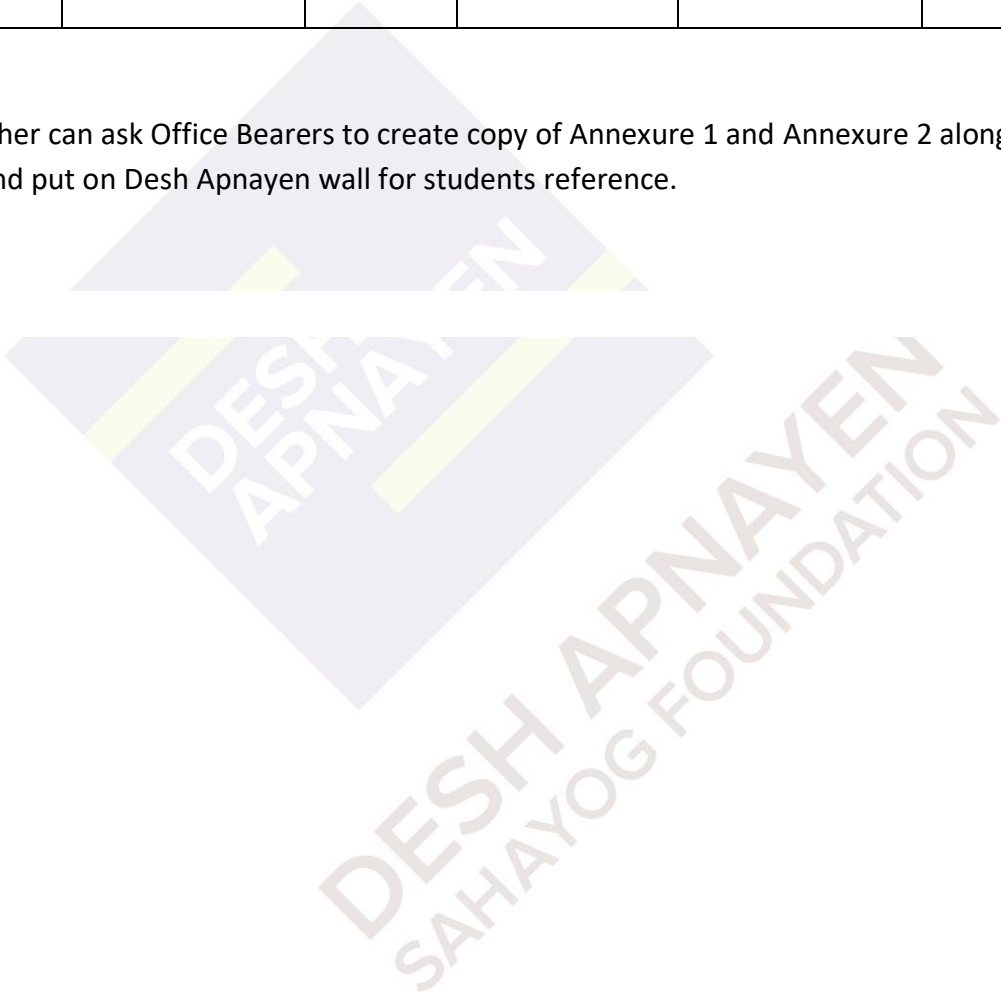 her can ask Office Bearers to create copy of Annexure 1 and Annexure 2 along
nd put on Desh Apnayen wall for students reference.
DESH
APNAYEN
DESH APNAYEN
SAHAYOG FOUNDATION